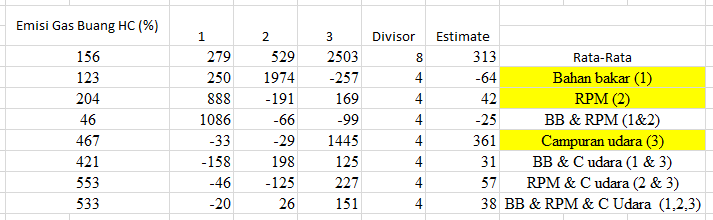 Emisi Gas Buang HC (%) 1 2 3 Divisor Estimate
156 279 529 2503 8 313 Rata-Rata
123 250 1974 -257 4 -64 Bahan bakar (1)
204 888 -191 169 4 42 RPM (2)
46 1086 -66 -99 4 -25 BB & RPM (1&2)
467 -33 -29 1445 4 361 Campuran udara (3)
421 -158 198 125 4 31 BB & C udara (1 & 3)
553 -46 -125 227 4 57 RPM & C udara (2 & 3)
533 -20 26 151 4 38 BB & RPM & C Udara (1,2,3)